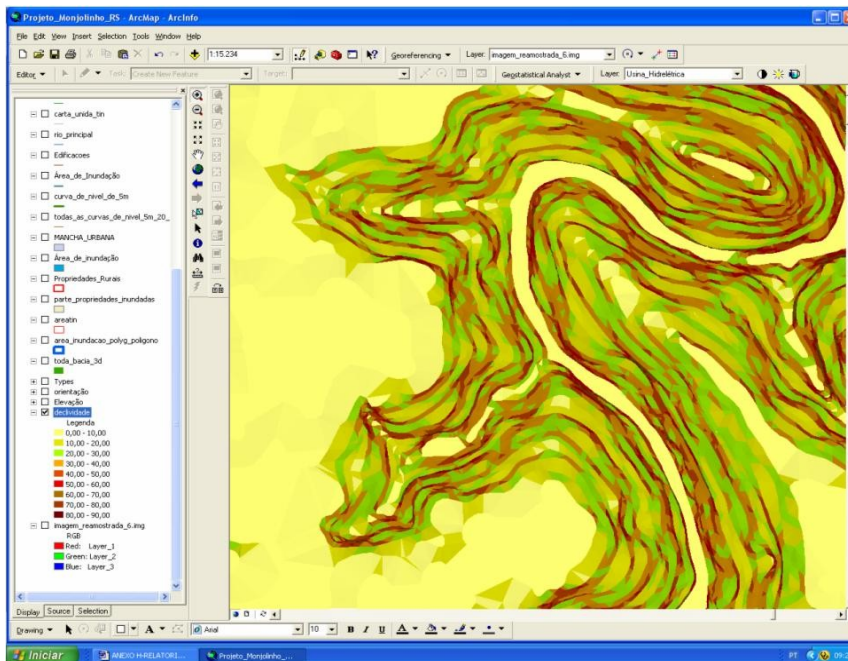 Projeto_Monjolinho_RS - ArcMap - ArcInfo
File Edit View Insert Selection Tools Window Help
1:15.234
Georeferencing
Layer: imagem_reamostrada_6.img
Editor
Task: Create New Feature
Target:
Geostatistical Analyst
Layer: Usina_Hidrelétrica
carta_unida_tin
rio_principal
Edificacoes
Área_de_Inundação
curva_de_nivel_de_5m
todas_as_curvas_de_nivel_5m_20_
MANCHA_URBANA
Área_de_inundação
Propriedades_Rurais
parte_propriedades_inundadas
areatin
area_inundacao_polyg_poligono
toda_bacia_3d
Types
orientação
Elevação
declividade
Legenda
0,00 - 10,00
10,00 - 20,00
20,00 - 30,00
30,00 - 40,00
40,00 - 50,00
50,00 - 60,00
60,00 - 70,00
70,00 - 80,00
80,00 - 90,00
imagem_reamostrada_6.img
RGB
Red: Layer_1
Green: Layer_2
Blue: Layer_3
Display Source Selection
Drawing
A
Arial
10
B I U A
Iniciar
ANEXO H-RELATORI...
Projeto_Monjolinho_...
PT